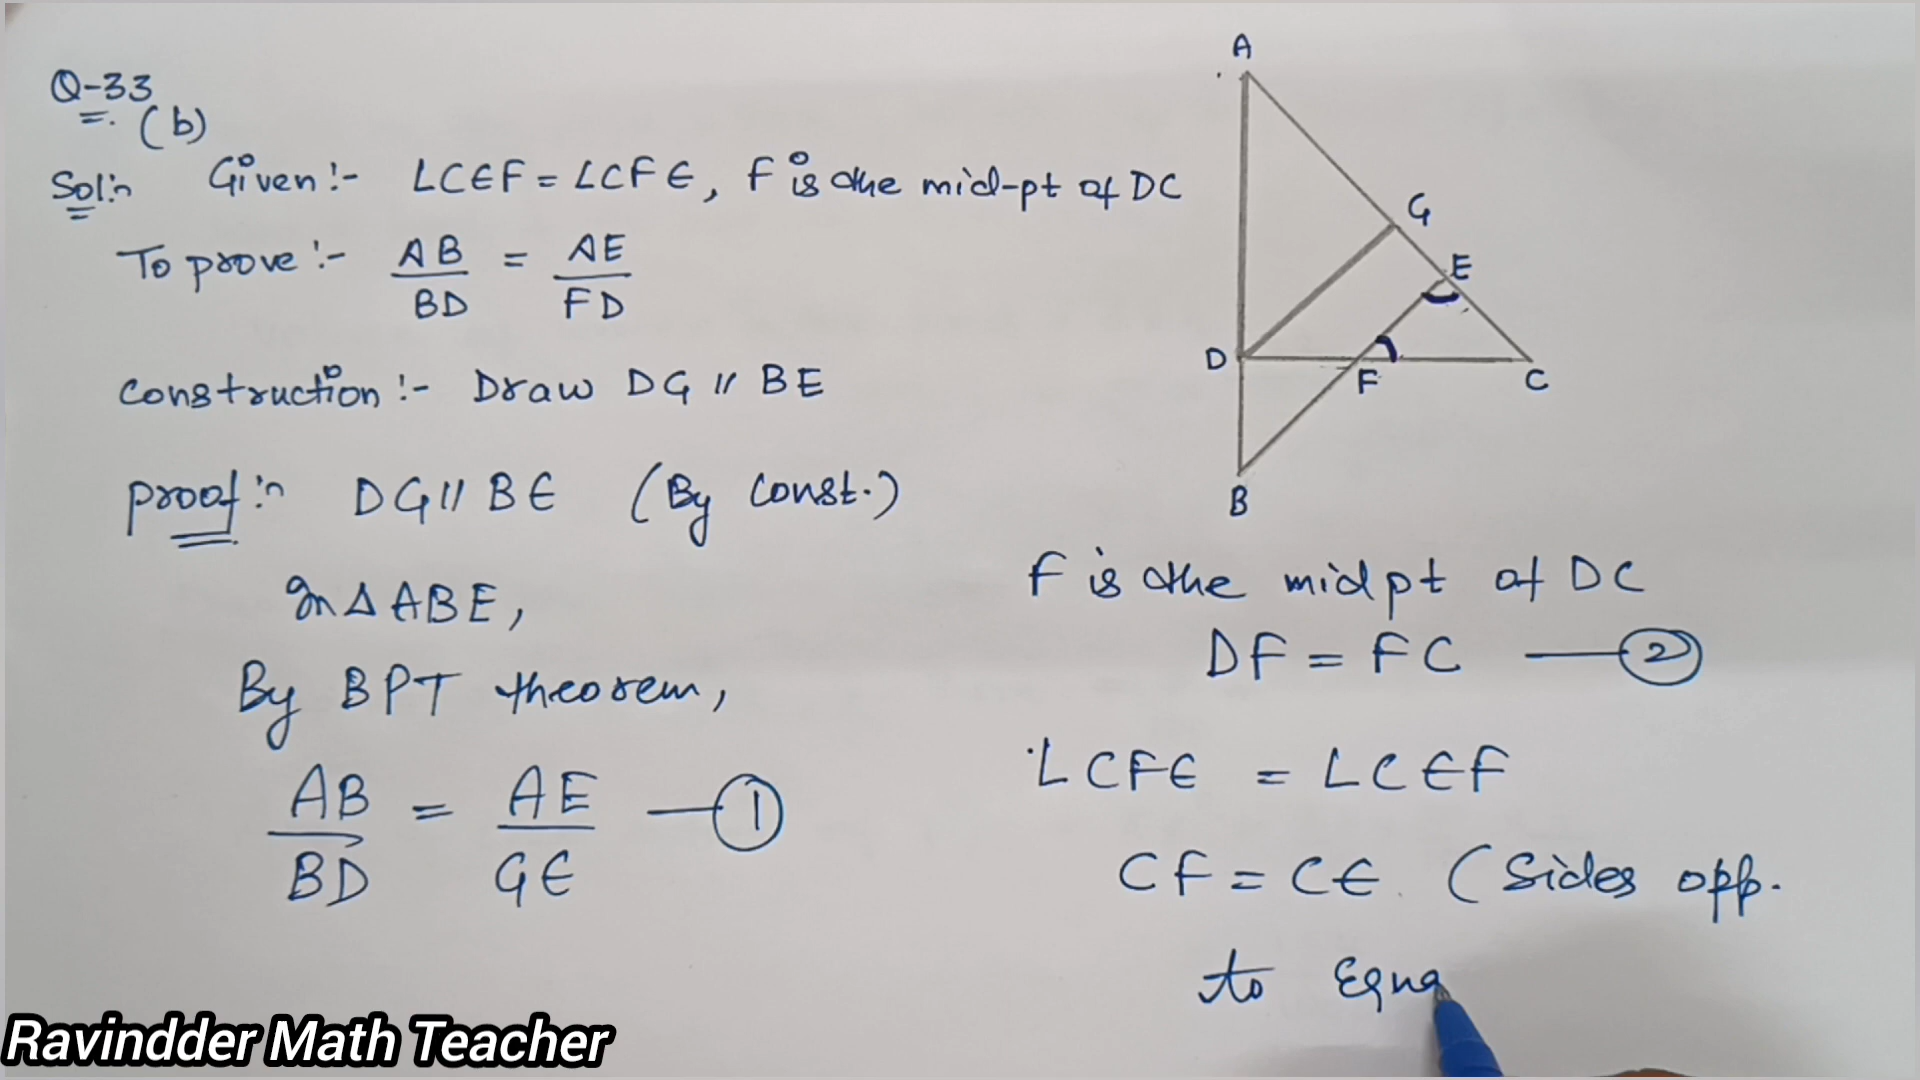 Q-33
(b)
Sol:n Given:- ∠CEF = ∠CFE, F is the mid-pt of DC
To prove:- AB/BD = AE/FD
Construction:- Draw DG || BE
Proof:n DG || BE (By Const.)
In Δ ABE,
By BPT theorem,
AB/BD = AE/GE —①
A
G
E
D
F
C
B
F is the mid pt of DC
DF = FC —②
∠CFE = ∠CEF
CF = CE (Sides opp.
to Equa
Ravindder Math Teacher